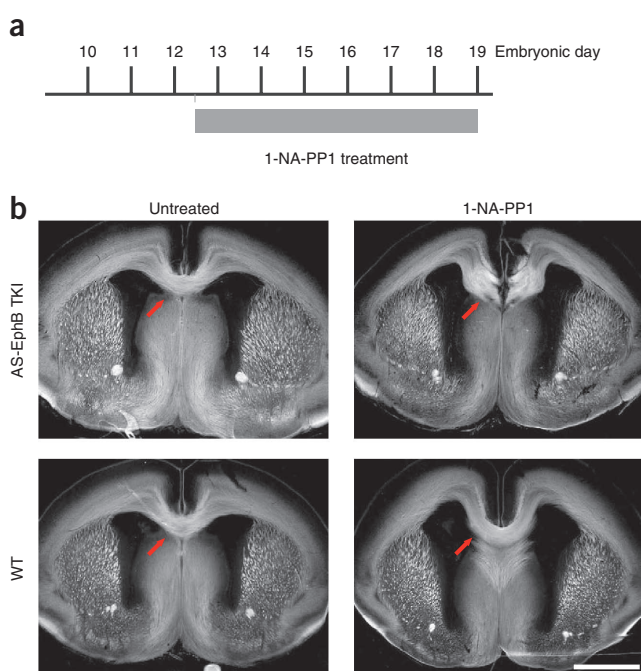 a
10 11 12 13 14 15 16 17 18 19 Embryonic day
1-NA-PP1 treatment
b
Untreated 1-NA-PP1
AS-EphB TKI
WT